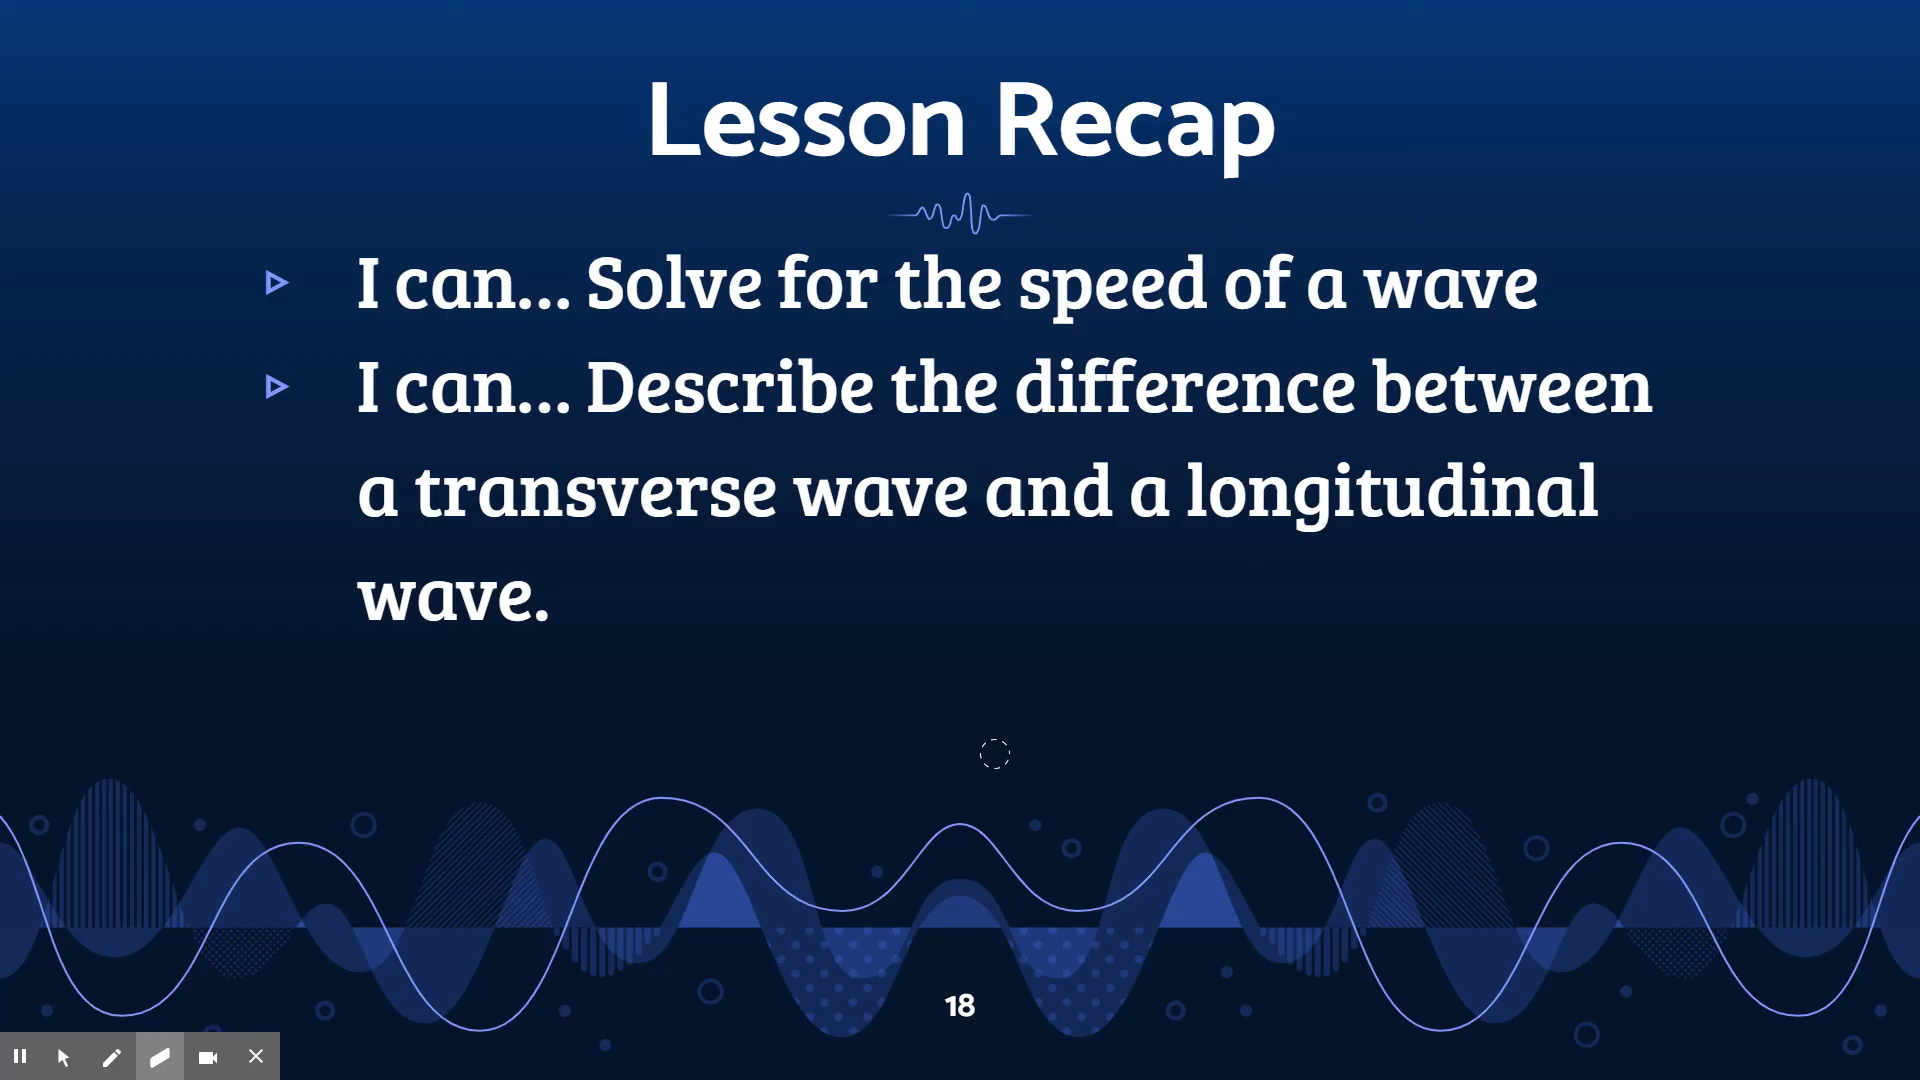 Lesson Recap
I can... Solve for the speed of a wave
I can... Describe the difference between
a transverse wave and a longitudinal
wave.
18